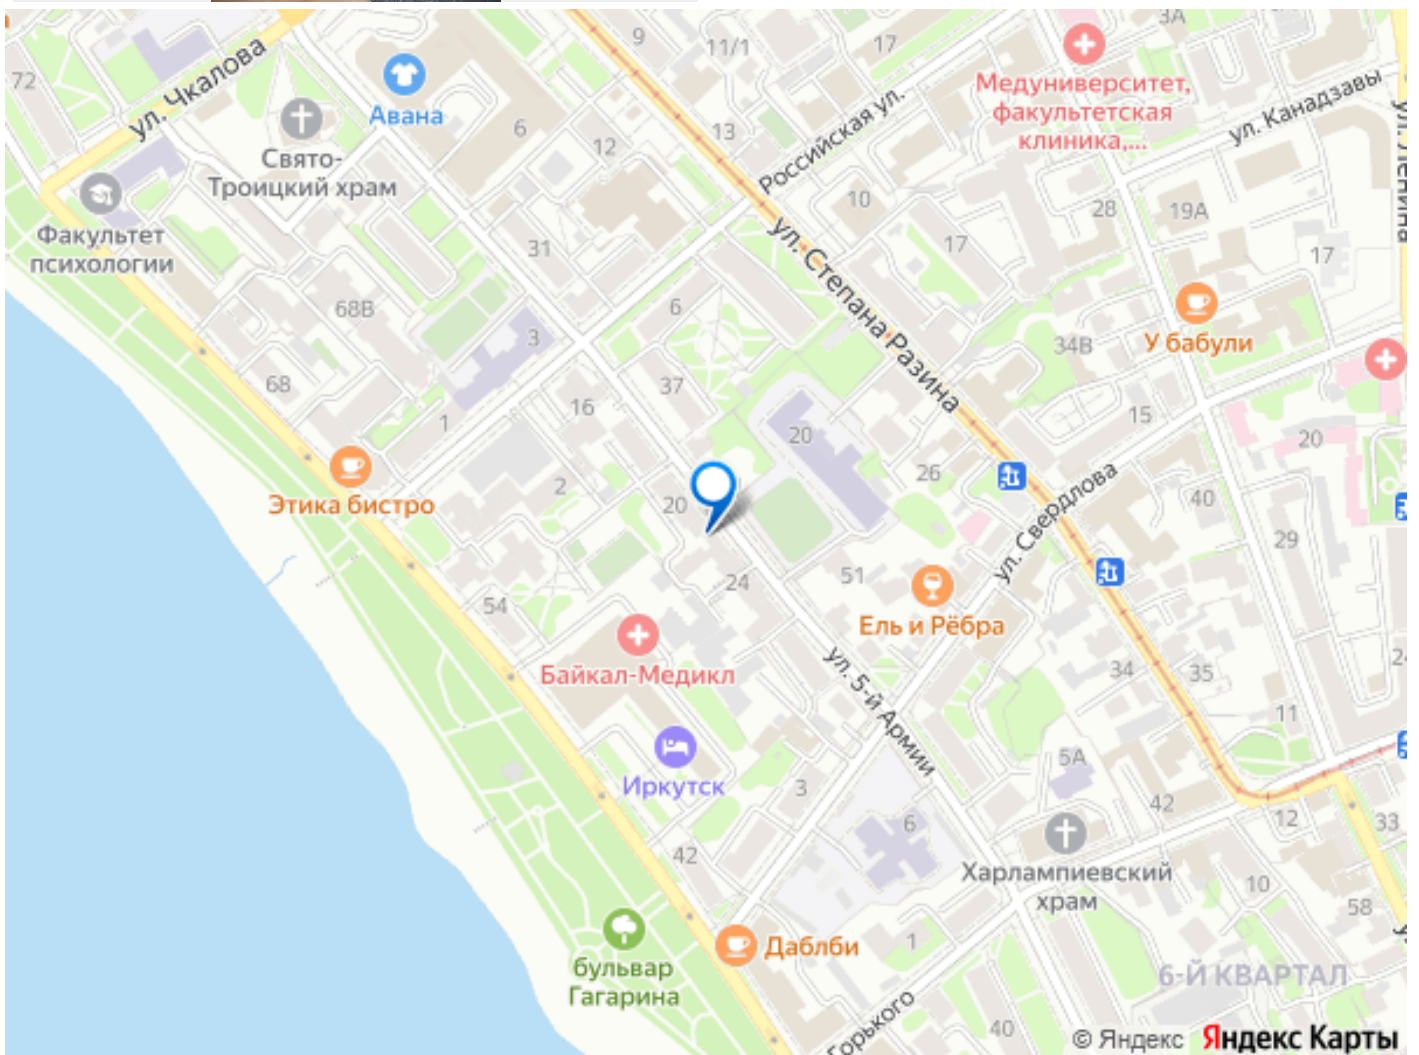 9
11/1
17
3А
72
ул. Чкалова
Авана
6
13
12
Российская ул.
Медуниверситет,
факультетская
клиника,...
ул. Канадзавы
ул. Ленина
Свято-
Троицкий храм
Факультет
психологии
31
10
28
19А
17
17
ул. Степана Разина
68В
6
3
34В
У бабули
68
37
16
1
15
20
20
Этика бистро
2
20
26
40
ул. Свердлова
29
54
24
51
Ель и Рёбра
Байкал-Медикл
ул. 5-й Армии
34
35
24
11
5А
Иркутск
3
42
12
33
6
42
Харлампиевский
храм
10
58
Даблби
1
бульвар
Гагарина
6-Й КВАРТАЛ
Горького
40
© Яндекс Яндекс Карты